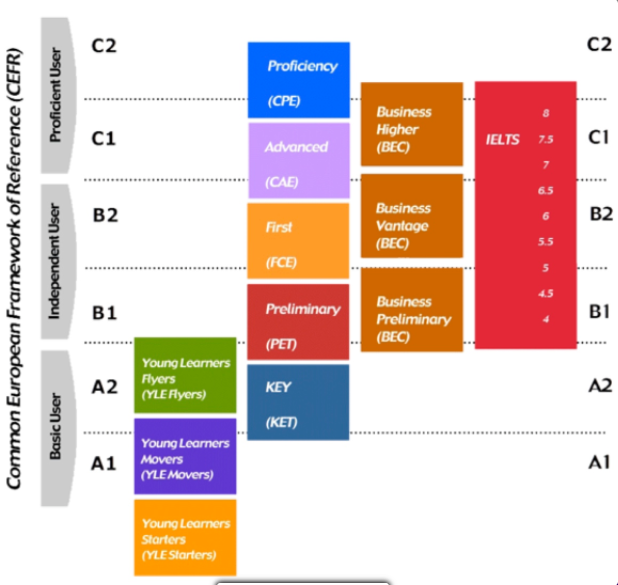 Common European Framework of Reference (CEFR)
Proficient User
Independent User
Basic User
C2
C1
B2
B1
A2
A1
Proficiency
(CPE)
Advanced
(CAE)
First
(FCE)
Preliminary
(PET)
KEY
(KET)
Young Learners
Flyers
(YLE Flyers)
Young Learners
Movers
(YLE Movers)
Young Learners
Starters
(YLE Starters)
Business
Higher
(BEC)
Business
Vantage
(BEC)
Business
Preliminary
(BEC)
IELTS
8
7.5
7
6.5
6
5.5
5
4.5
4
C2
C1
B2
B1
A2
A1